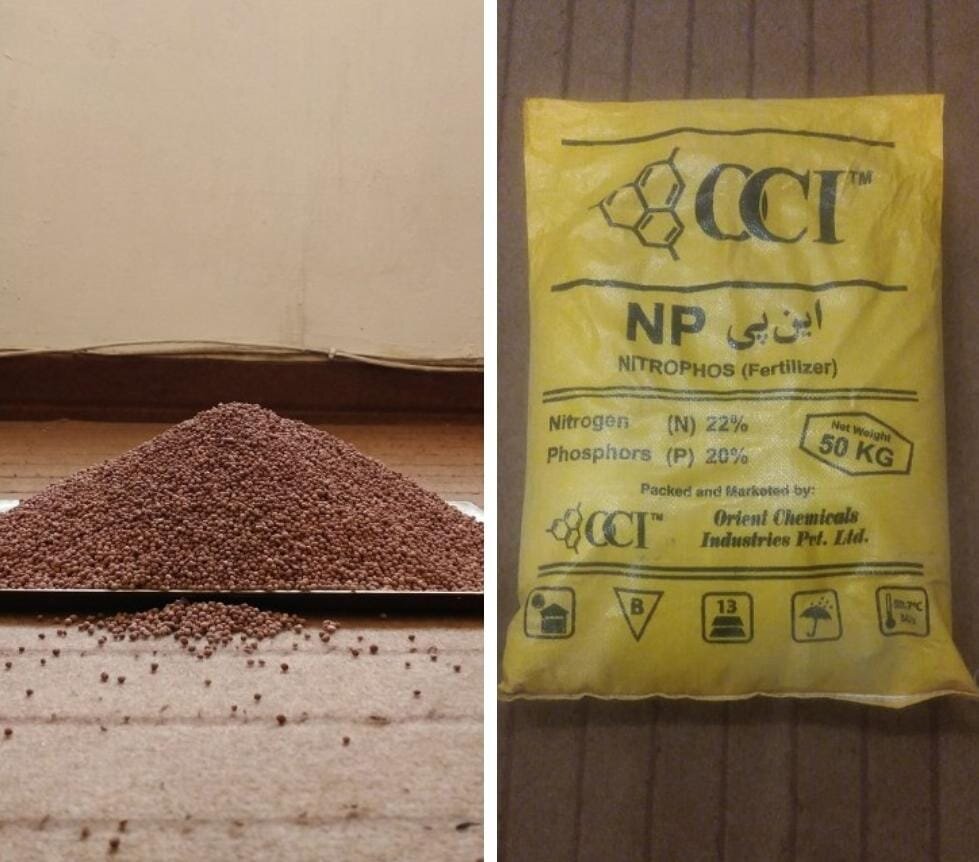 CCI™
NP این پی
NITROPHOS (Fertilizer)
Nitrogen (N) 22%
Phosphors (P) 20%
Net Weight
50 KG
Packed and Marketed by:
CCI™ Orient Chemicals
Industries Pvt. Ltd.
B
13